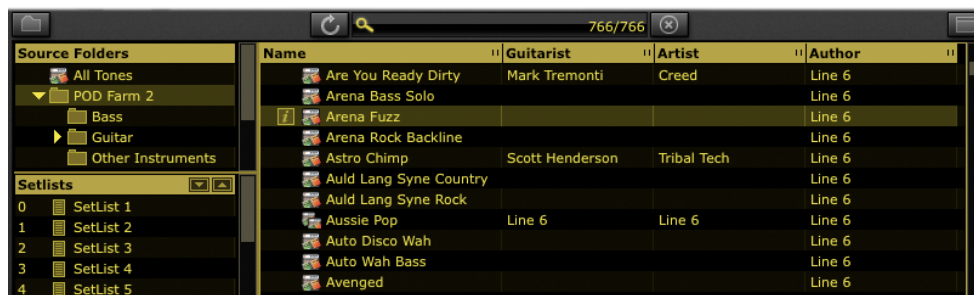 766/766
Source Folders
All Tones
POD Farm 2
Bass
Guitar
Other Instruments
Setlists
0 SetList 1
1 SetList 2
2 SetList 3
3 SetList 4
4 SetList 5
Name Guitarist Artist Author
Are You Ready Dirty Mark Tremonti Creed Line 6
Arena Bass Solo Line 6
i Arena Fuzz Line 6
Arena Rock Backline Line 6
Astro Chimp Scott Henderson Tribal Tech Line 6
Auld Lang Syne Country Line 6
Auld Lang Syne Rock Line 6
Aussie Pop Line 6 Line 6 Line 6
Auto Disco Wah Line 6
Auto Wah Bass Line 6
Avenged Line 6